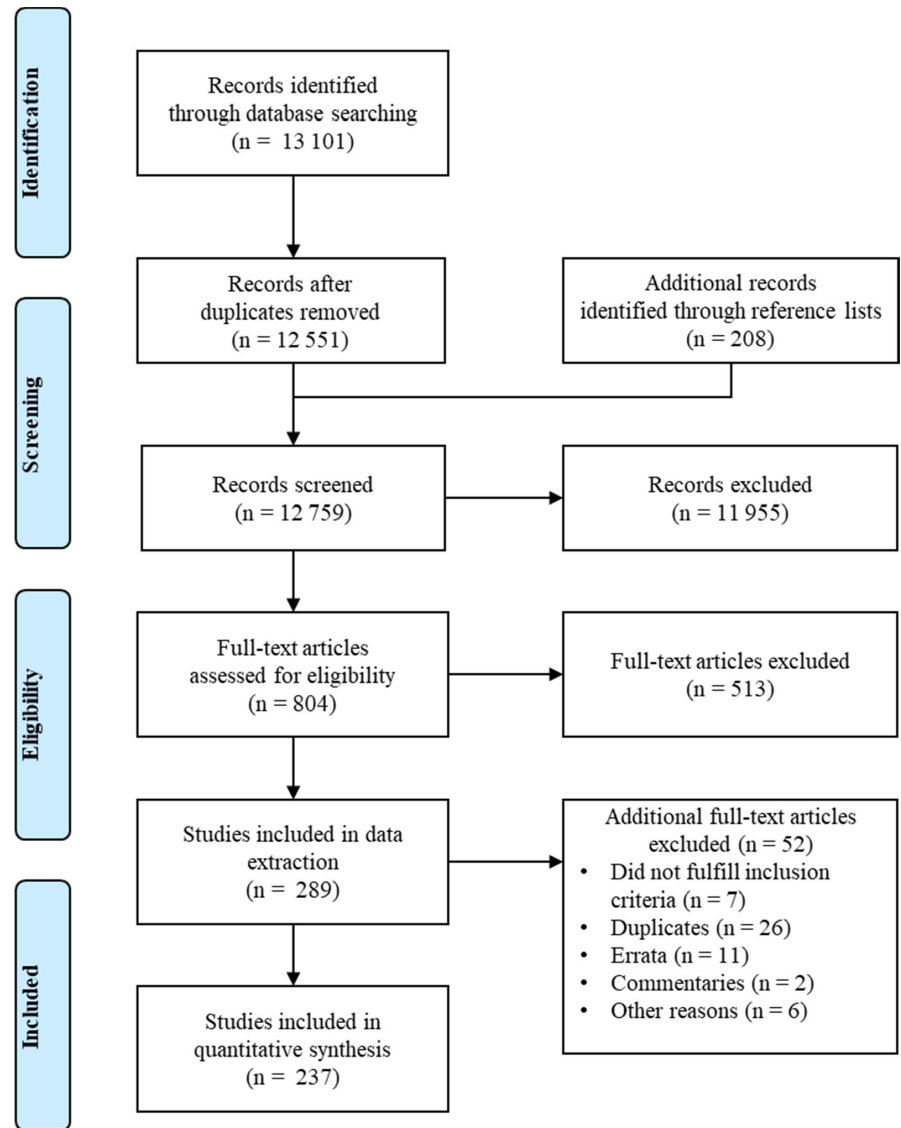 Identification
Records identified
through database searching
(n = 13 101)
Records after
duplicates removed
(n = 12 551)
Additional records
identified through reference lists
(n = 208)
Screening
Records screened
(n = 12 759)
Records excluded
(n = 11 955)
Eligibility
Full-text articles
assessed for eligibility
(n = 804)
Full-text articles excluded
(n = 513)
Studies included in data
extraction
(n = 289)
Additional full-text articles
excluded (n = 52)
• Did not fulfill inclusion
criteria (n = 7)
• Duplicates (n = 26)
• Errata (n = 11)
• Commentaries (n = 2)
• Other reasons (n = 6)
Included
Studies included in
quantitative synthesis
(n = 237)